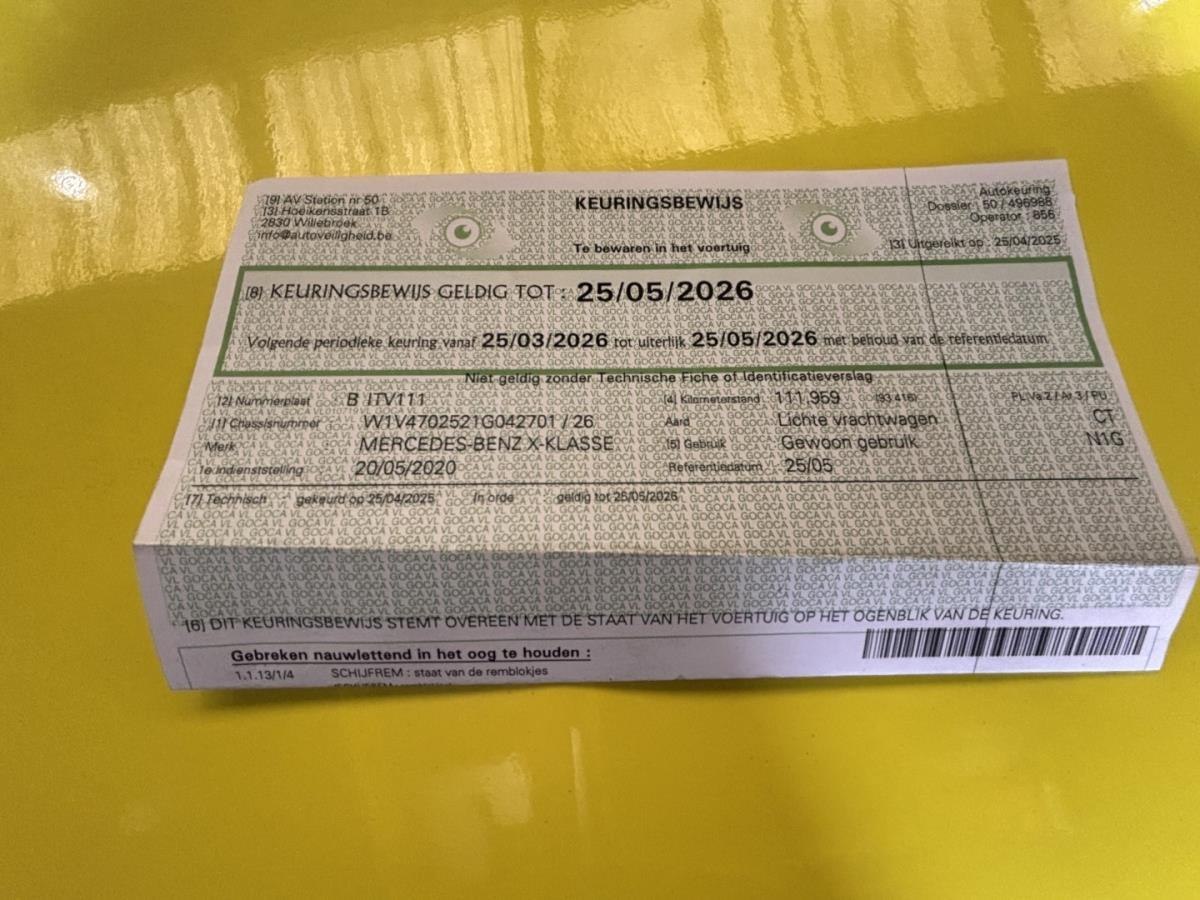 [9] AV Station nr 50
[3] Hoeikensstraat 1B
2830 Willebroek
info@autoveiligheid.be
KEURINGSBEWIJS
Te bewaren in het voertuig
Autokeuring
Dossier : 50 / 496988
Operator : 856
[3] Uitgereikt op : 25/04/2025
[8] KEURINGSBEWIJS GELDIG TOT : 25/05/2026
Volgende periodieke keuring vanaf 25/03/2026 tot uiterlijk 25/05/2026 met behoud van de referentiedatum
Niet geldig zonder Technische Fiche of Identificatieverslag
[2] Nummerplaat B 1TV111 [4] Kilometerstand 111.959 (93 416)
[1] Chassisnummer W1V4702521G042701 / 26 Aard Lichte vrachtwagen CT
Merk MERCEDES-BENZ X-KLASSE [5] Gebruik Gewoon gebruik N1G
1e Indienststelling 20/05/2020 Referentiedatum 25/05
[7] Technisch gekeurd op 25/04/2025 In orde geldig tot 25/05/2026
[6] DIT KEURINGSBEWIJS STEMT OVEREEN MET DE STAAT VAN HET VOERTUIG OP HET OGENBLIK VAN DE KEURING.
Gebreken nauwlettend in het oog te houden :
1.1.13/1/4 SCHIJFREM : staat van de remblokjes